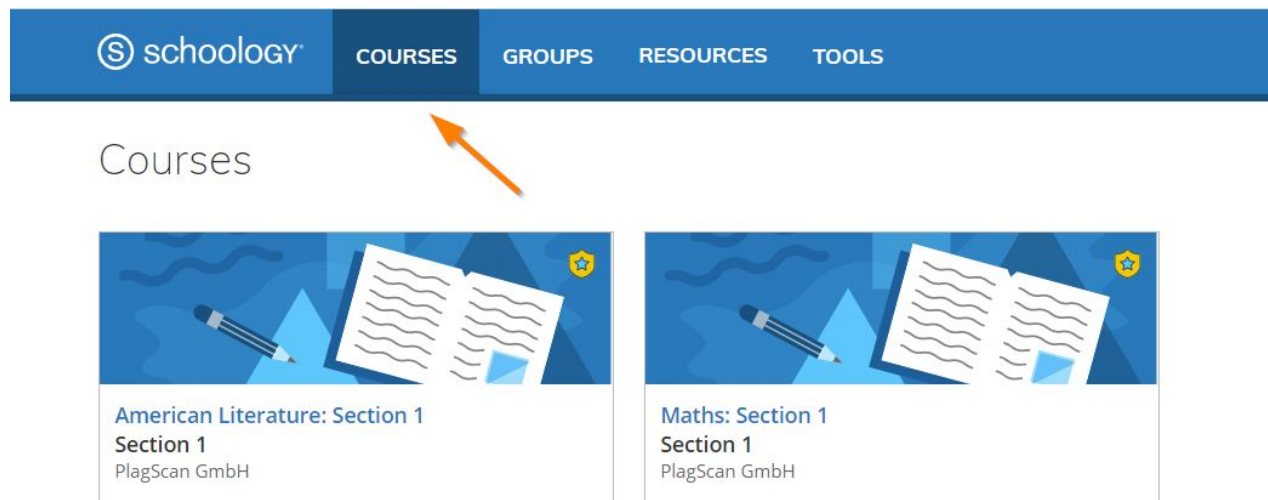 schoology COURSES GROUPS RESOURCES TOOLS
Courses
American Literature: Section 1
Section 1
PlagScan GmbH
Maths: Section 1
Section 1
PlagScan GmbH